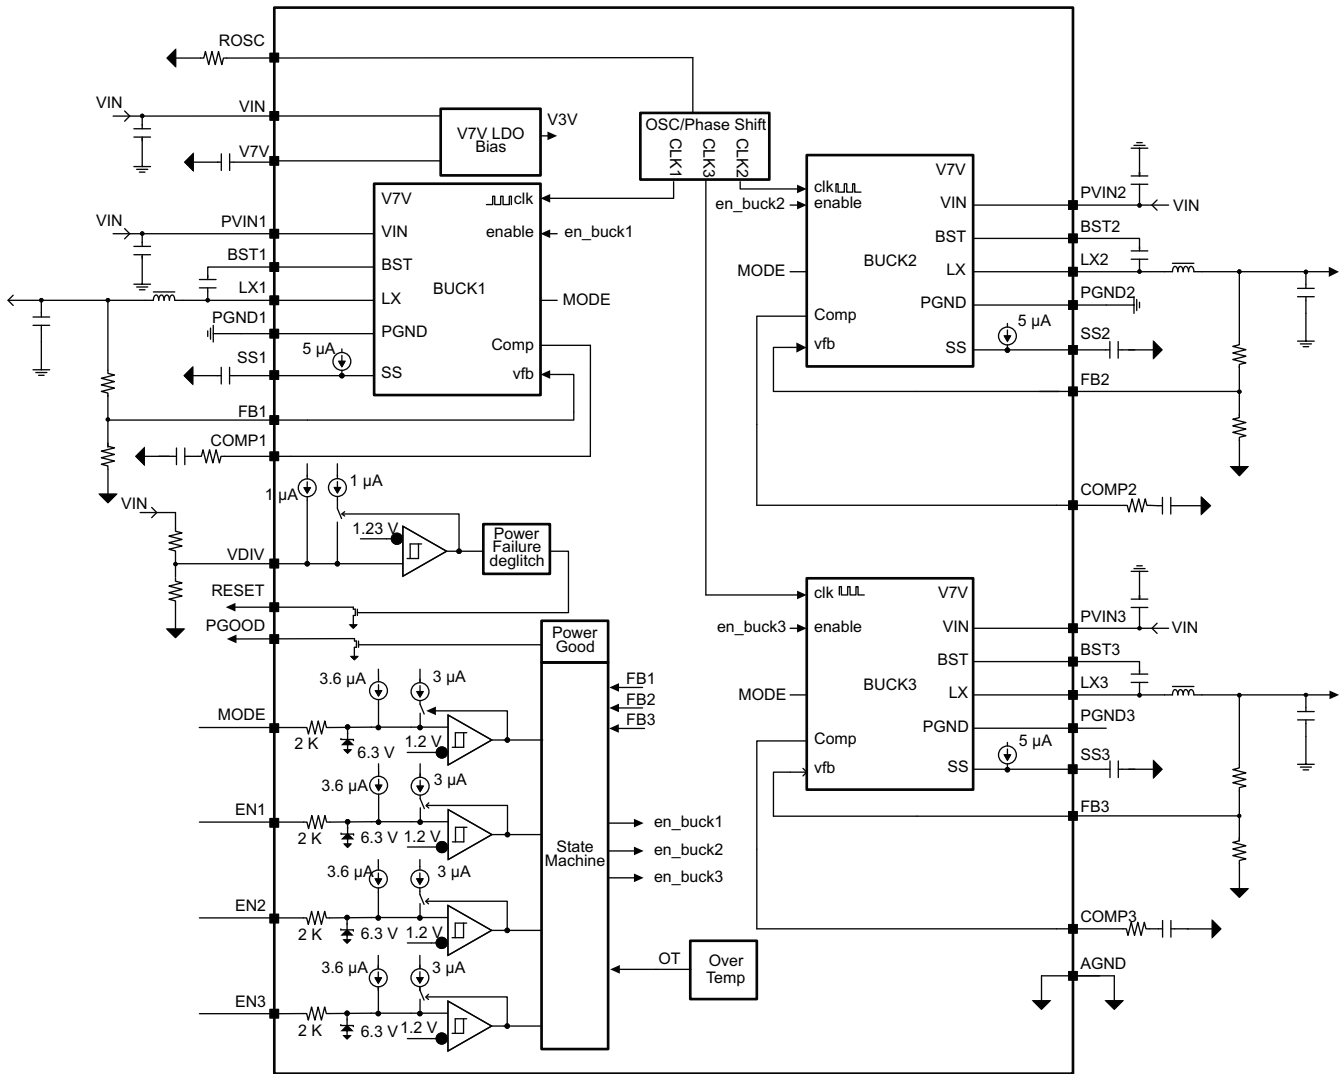 ROSC
VIN
VIN
V7V
V7V LDO
Bias
V3V
OSC/Phase Shift
CLK1
CLK3
CLK2
VIN
PVIN1
BST1
LX1
PGND1
SS1
FB1
COMP1
V7V
VIN
BST
LX
PGND
SS
BUCK1
clk
enable
Comp
vfb
5 µA
en_buck1
MODE
clk
enable
en_buck2
MODE
BUCK2
Comp
vfb
V7V
VIN
BST
LX
PGND
SS
5 µA
PVIN2
VIN
BST2
LX2
PGND2
SS2
FB2
COMP2
1 µA
1 µA
VIN
VDIV
1.23 V
Power
Failure
deglitch
RESET
PGOOD
Power
Good
FB1
FB2
FB3
State
Machine
en_buck1
en_buck2
en_buck3
OT
Over
Temp
MODE
2 K
3.6 µA
3 µA
6.3 V
1.2 V
EN1
2 K
3.6 µA
3 µA
6.3 V
1.2 V
EN2
2 K
3.6 µA
3 µA
6.3 V
1.2 V
EN3
2 K
3.6 µA
3 µA
6.3 V
1.2 V
clk
enable
en_buck3
MODE
BUCK3
Comp
vfb
V7V
VIN
BST
LX
PGND
SS
5 µA
PVIN3
VIN
BST3
LX3
PGND3
SS3
FB3
COMP3
AGND